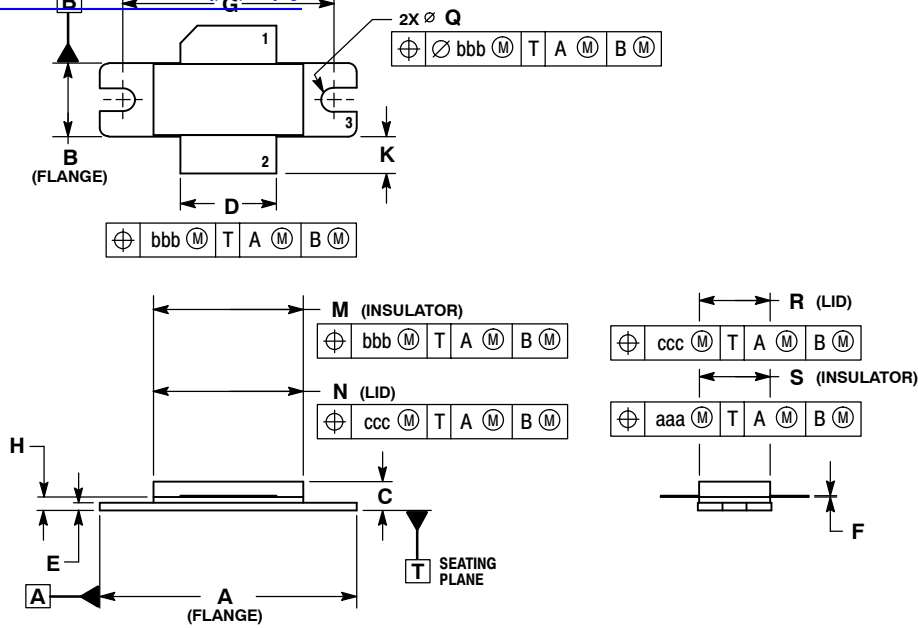 B
G
2X ⌀ Q
⌖ ⌀ bbb Ⓜ T A Ⓜ B Ⓜ
1
3
B
(FLANGE)
2
K
D
⌖ bbb Ⓜ T A Ⓜ B Ⓜ
M (INSULATOR)
⌖ bbb Ⓜ T A Ⓜ B Ⓜ
R (LID)
⌖ ccc Ⓜ T A Ⓜ B Ⓜ
N (LID)
⌖ ccc Ⓜ T A Ⓜ B Ⓜ
S (INSULATOR)
⌖ aaa Ⓜ T A Ⓜ B Ⓜ
H
C
E
F
T SEATING
PLANE
A
A
(FLANGE)